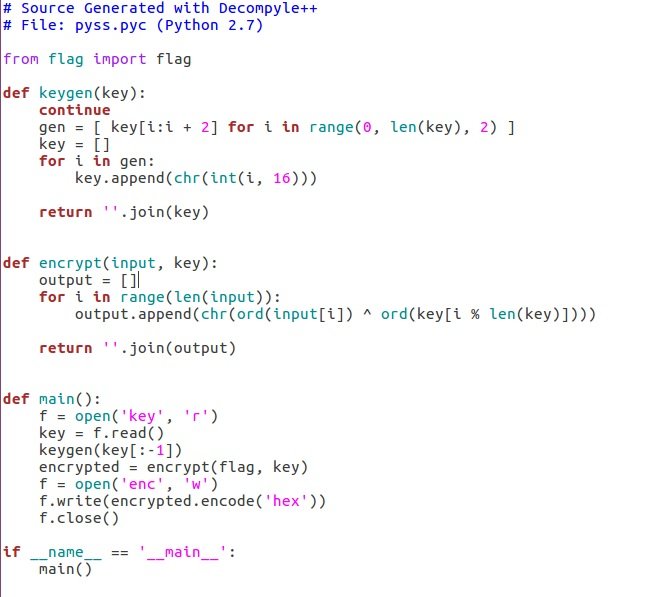 # Source Generated with Decompyle++
# File: pyss.pyc (Python 2.7)
from flag import flag
def keygen(key):
    continue
    gen = [ key[i:i + 2] for i in range(0, len(key), 2) ]
    key = []
    for i in gen:
        key.append(chr(int(i, 16)))
    return ''.join(key)
def encrypt(input, key):
    output = []
    for i in range(len(input)):
        output.append(chr(ord(input[i]) ^ ord(key[i % len(key)])))
    return ''.join(output)
def main():
    f = open('key', 'r')
    key = f.read()
    keygen(key[:-1])
    encrypted = encrypt(flag, key)
    f = open('enc', 'w')
    f.write(encrypted.encode('hex'))
    f.close()
if __name__ == '__main__':
    main()